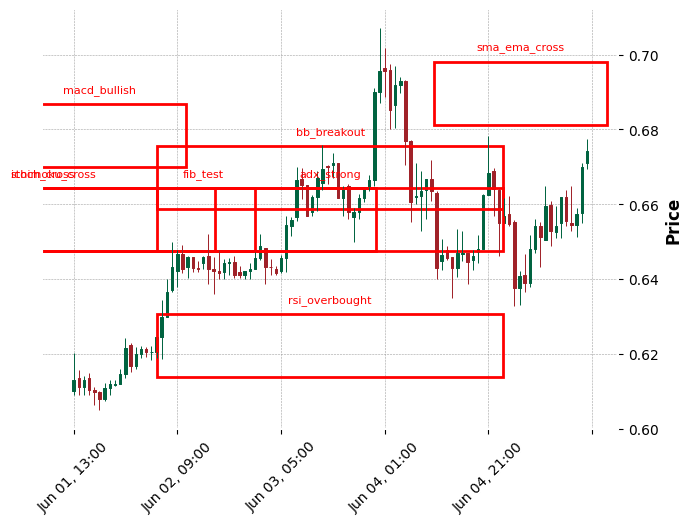 sma_ema_cross
macd_bullish
bb_breakout
fib_test
adx_strong
rsi_overbought
0.70
0.68
0.66
0.64
0.62
0.60
Price
Jun 01, 13:00
Jun 02, 09:00
Jun 03, 05:00
Jun 04, 01:00
Jun 04, 21:00